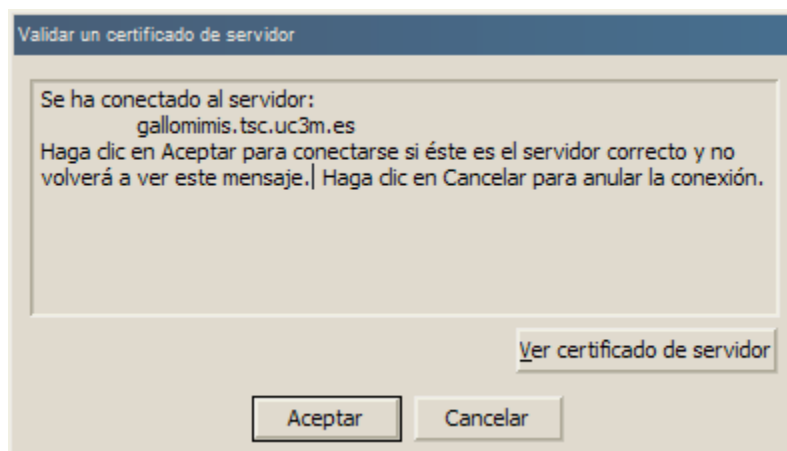 Validar un certificado de servidor
Se ha conectado al servidor:
gallomimis.tsc.uc3m.es
Haga clic en Aceptar para conectarse si éste es el servidor correcto y no
volverá a ver este mensaje. Haga clic en Cancelar para anular la conexión.
Ver certificado de servidor
Aceptar
Cancelar